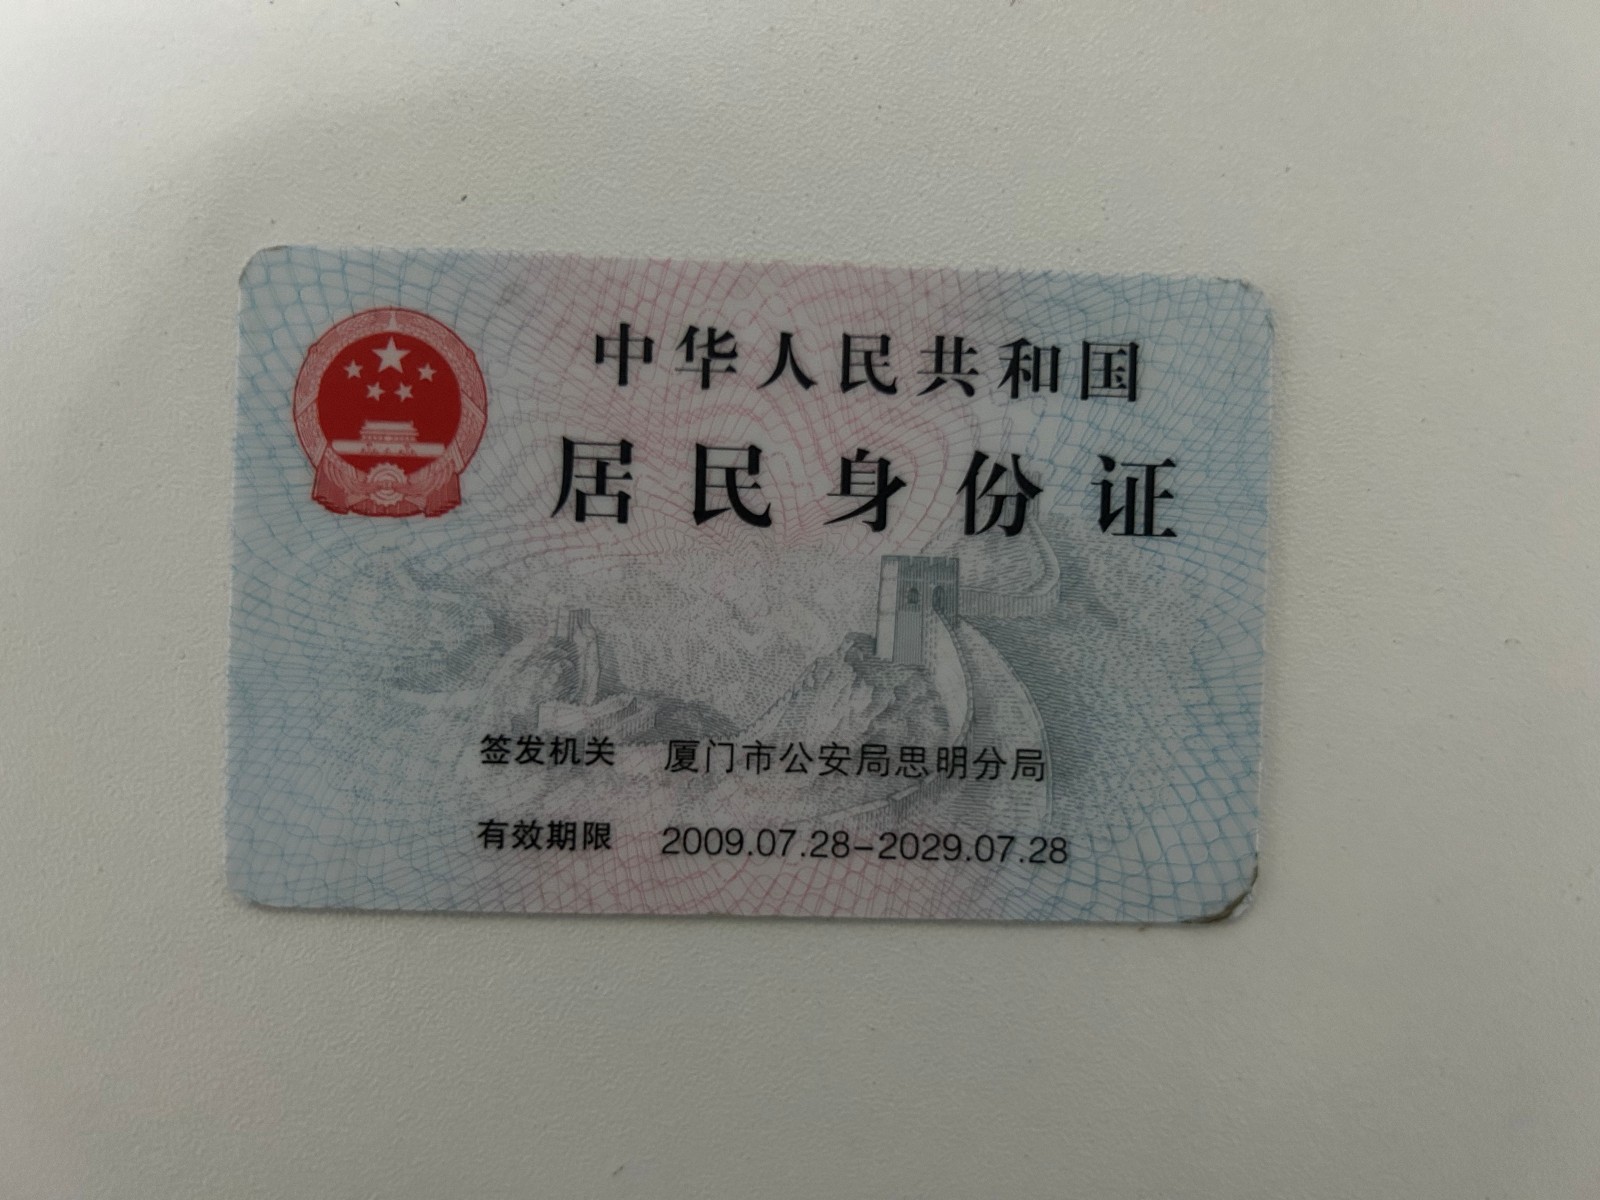 中华人民共和国
居民身份证
签发机关 厦门市公安局思明分局
有效期限 2009.07.28-2029.07.28